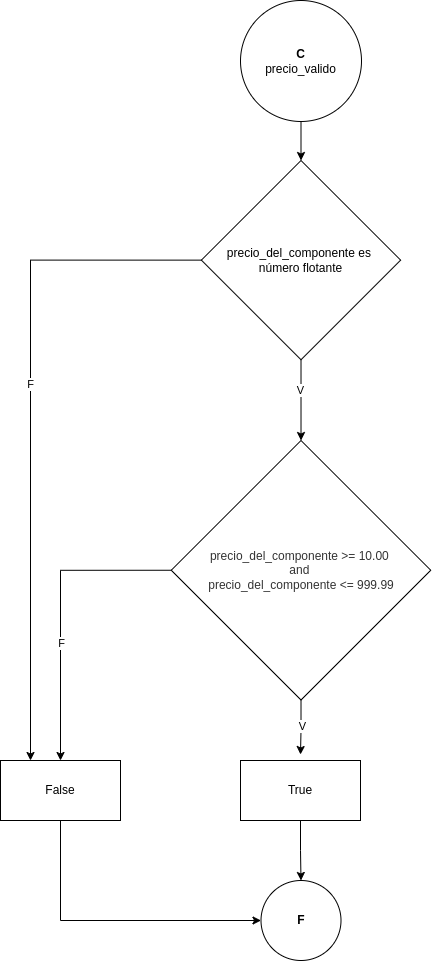 C
precio_valido
precio_del_componente es
número flotante
F
V
precio_del_componente >= 10.00
and
precio_del_componente <= 999.99
F
V
False
True
F